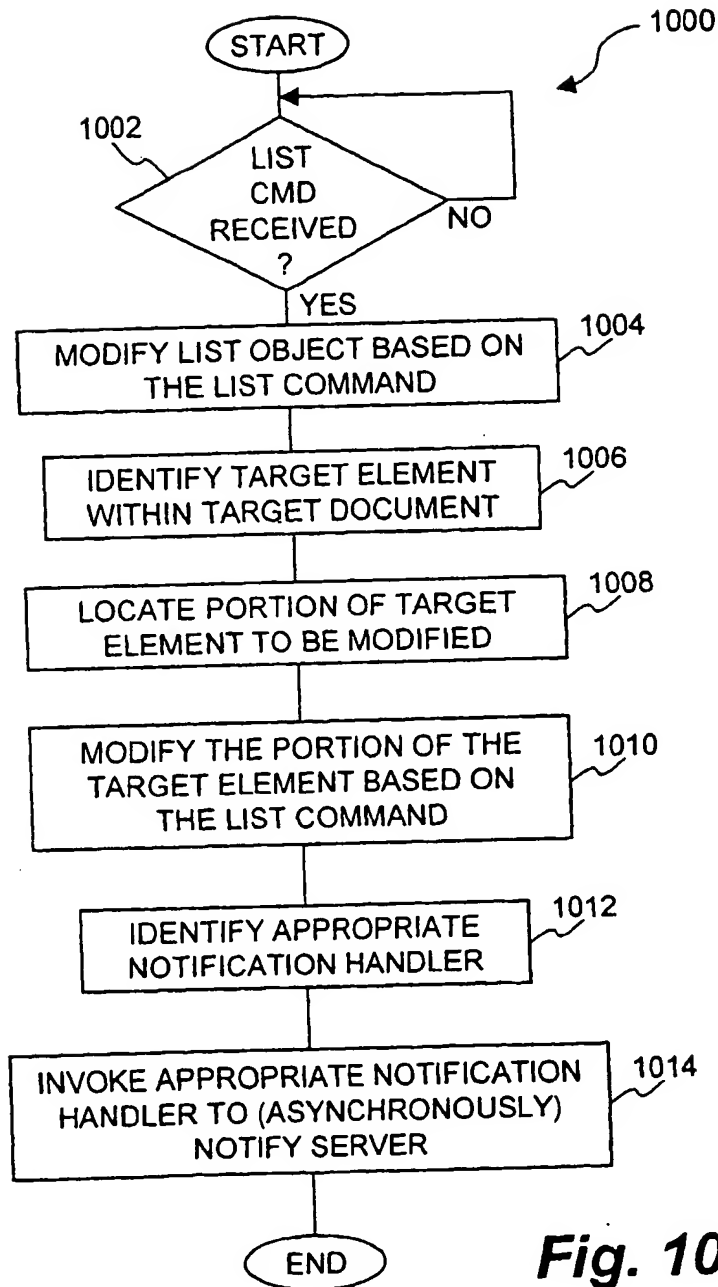 1000
START
1002
LIST
CMD
RECEIVED
?
NO
YES
1004
MODIFY LIST OBJECT BASED ON
THE LIST COMMAND
1006
IDENTIFY TARGET ELEMENT
WITHIN TARGET DOCUMENT
1008
LOCATE PORTION OF TARGET
ELEMENT TO BE MODIFIED
1010
MODIFY THE PORTION OF THE
TARGET ELEMENT BASED ON
THE LIST COMMAND
1012
IDENTIFY APPROPRIATE
NOTIFICATION HANDLER
1014
INVOKE APPROPRIATE NOTIFICATION
HANDLER TO (ASYNCHRONOUSLY)
NOTIFY SERVER
END
Fig. 10